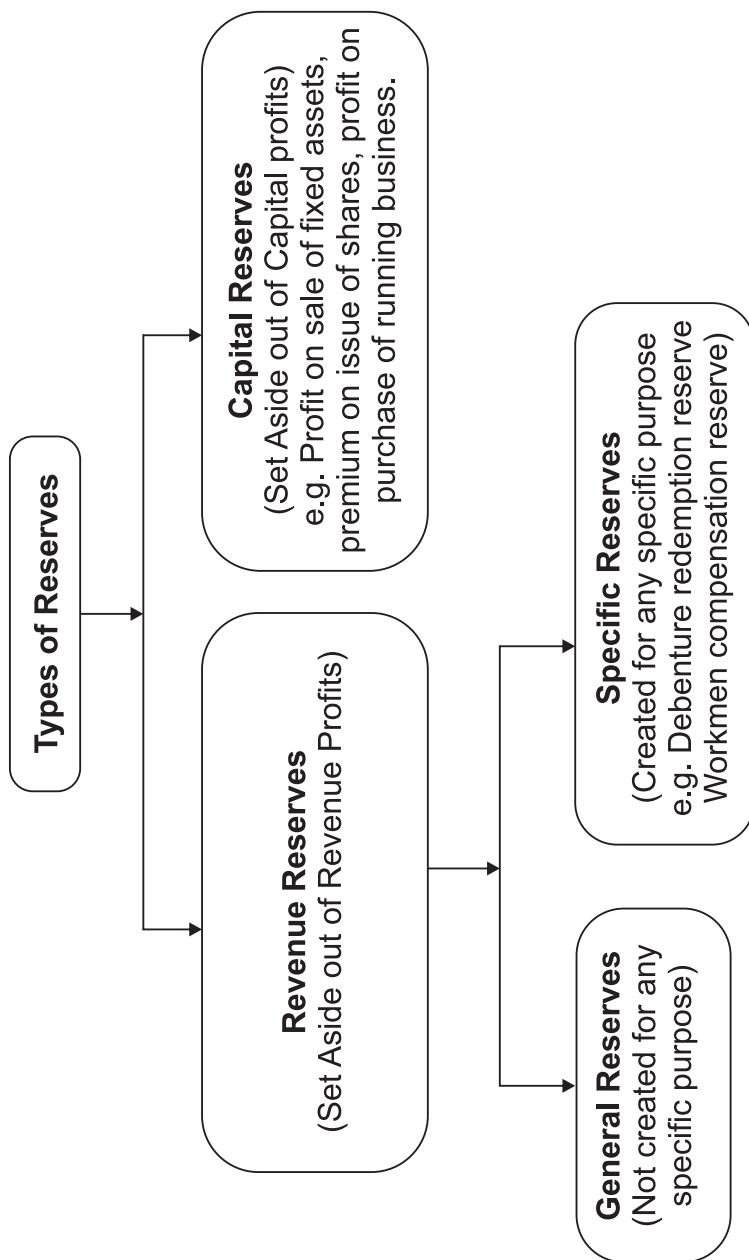 Types of Reserves
Revenue Reserves
(Set Aside out of Revenue Profits)
Capital Reserves
(Set Aside out of Capital profits)
e.g. Profit on sale of fixed assets,
premium on issue of shares, profit on
purchase of running business.
General Reserves
(Not created for any
specific purpose)
Specific Reserves
(Created for any specific purpose
e.g. Debenture redemption reserve
Workmen compensation reserve)